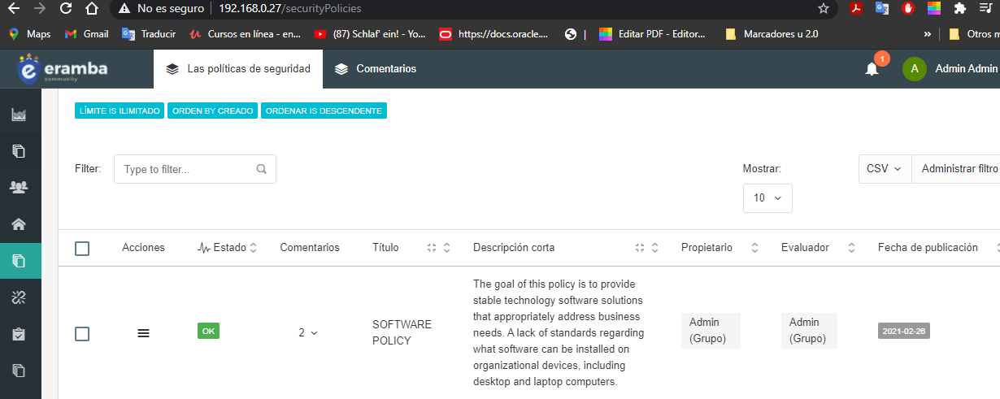 No es seguro | 192.168.0.27/securityPolicies
Maps Gmail Traducir Cursos en línea - en... (87) Schlaf' ein! - Yo... https://docs.oracle.... | Editar PDF - Editor... Marcadores u 2.0 » Otros m
eramba community Las políticas de seguridad Comentarios 1 A Admin Admin
LÍMITE IS ILIMITADO ORDEN BY CREADO ORDENAR IS DESCENDENTE
Filter: Type to filter... Mostrar: CSV Administrar filtro
10
Acciones Estado Comentarios Título Descripción corta Propietario Evaluador Fecha de publicación
OK 2 SOFTWARE
POLICY
The goal of this policy is to provide
stable technology software solutions
that appropriately address business
needs. A lack of standards regarding
what software can be installed on
organizational devices, including
desktop and laptop computers.
Admin
(Grupo)
Admin
(Grupo)
2021-02-26